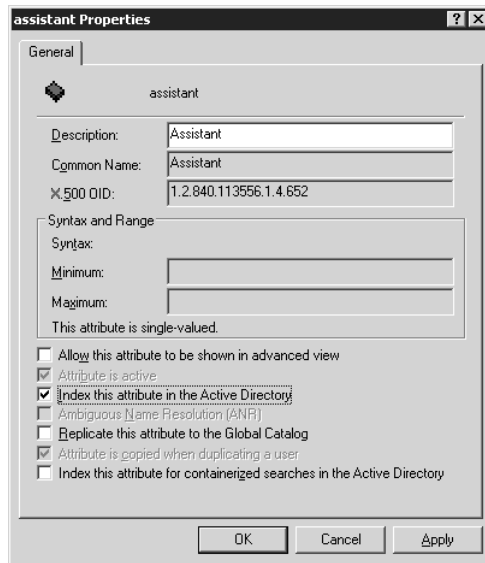 assistant Properties
General
assistant
Description: Assistant
Common Name: Assistant
X.500 OID: 1.2.840.113556.1.4.652
Syntax and Range
Syntax:
Minimum:
Maximum:
This attribute is single-valued.
Allow this attribute to be shown in advanced view
Attribute is active
Index this attribute in the Active Directory
Ambiguous Name Resolution (ANR)
Replicate this attribute to the Global Catalog
Attribute is copied when duplicating a user
Index this attribute for containerized searches in the Active Directory
OK Cancel Apply